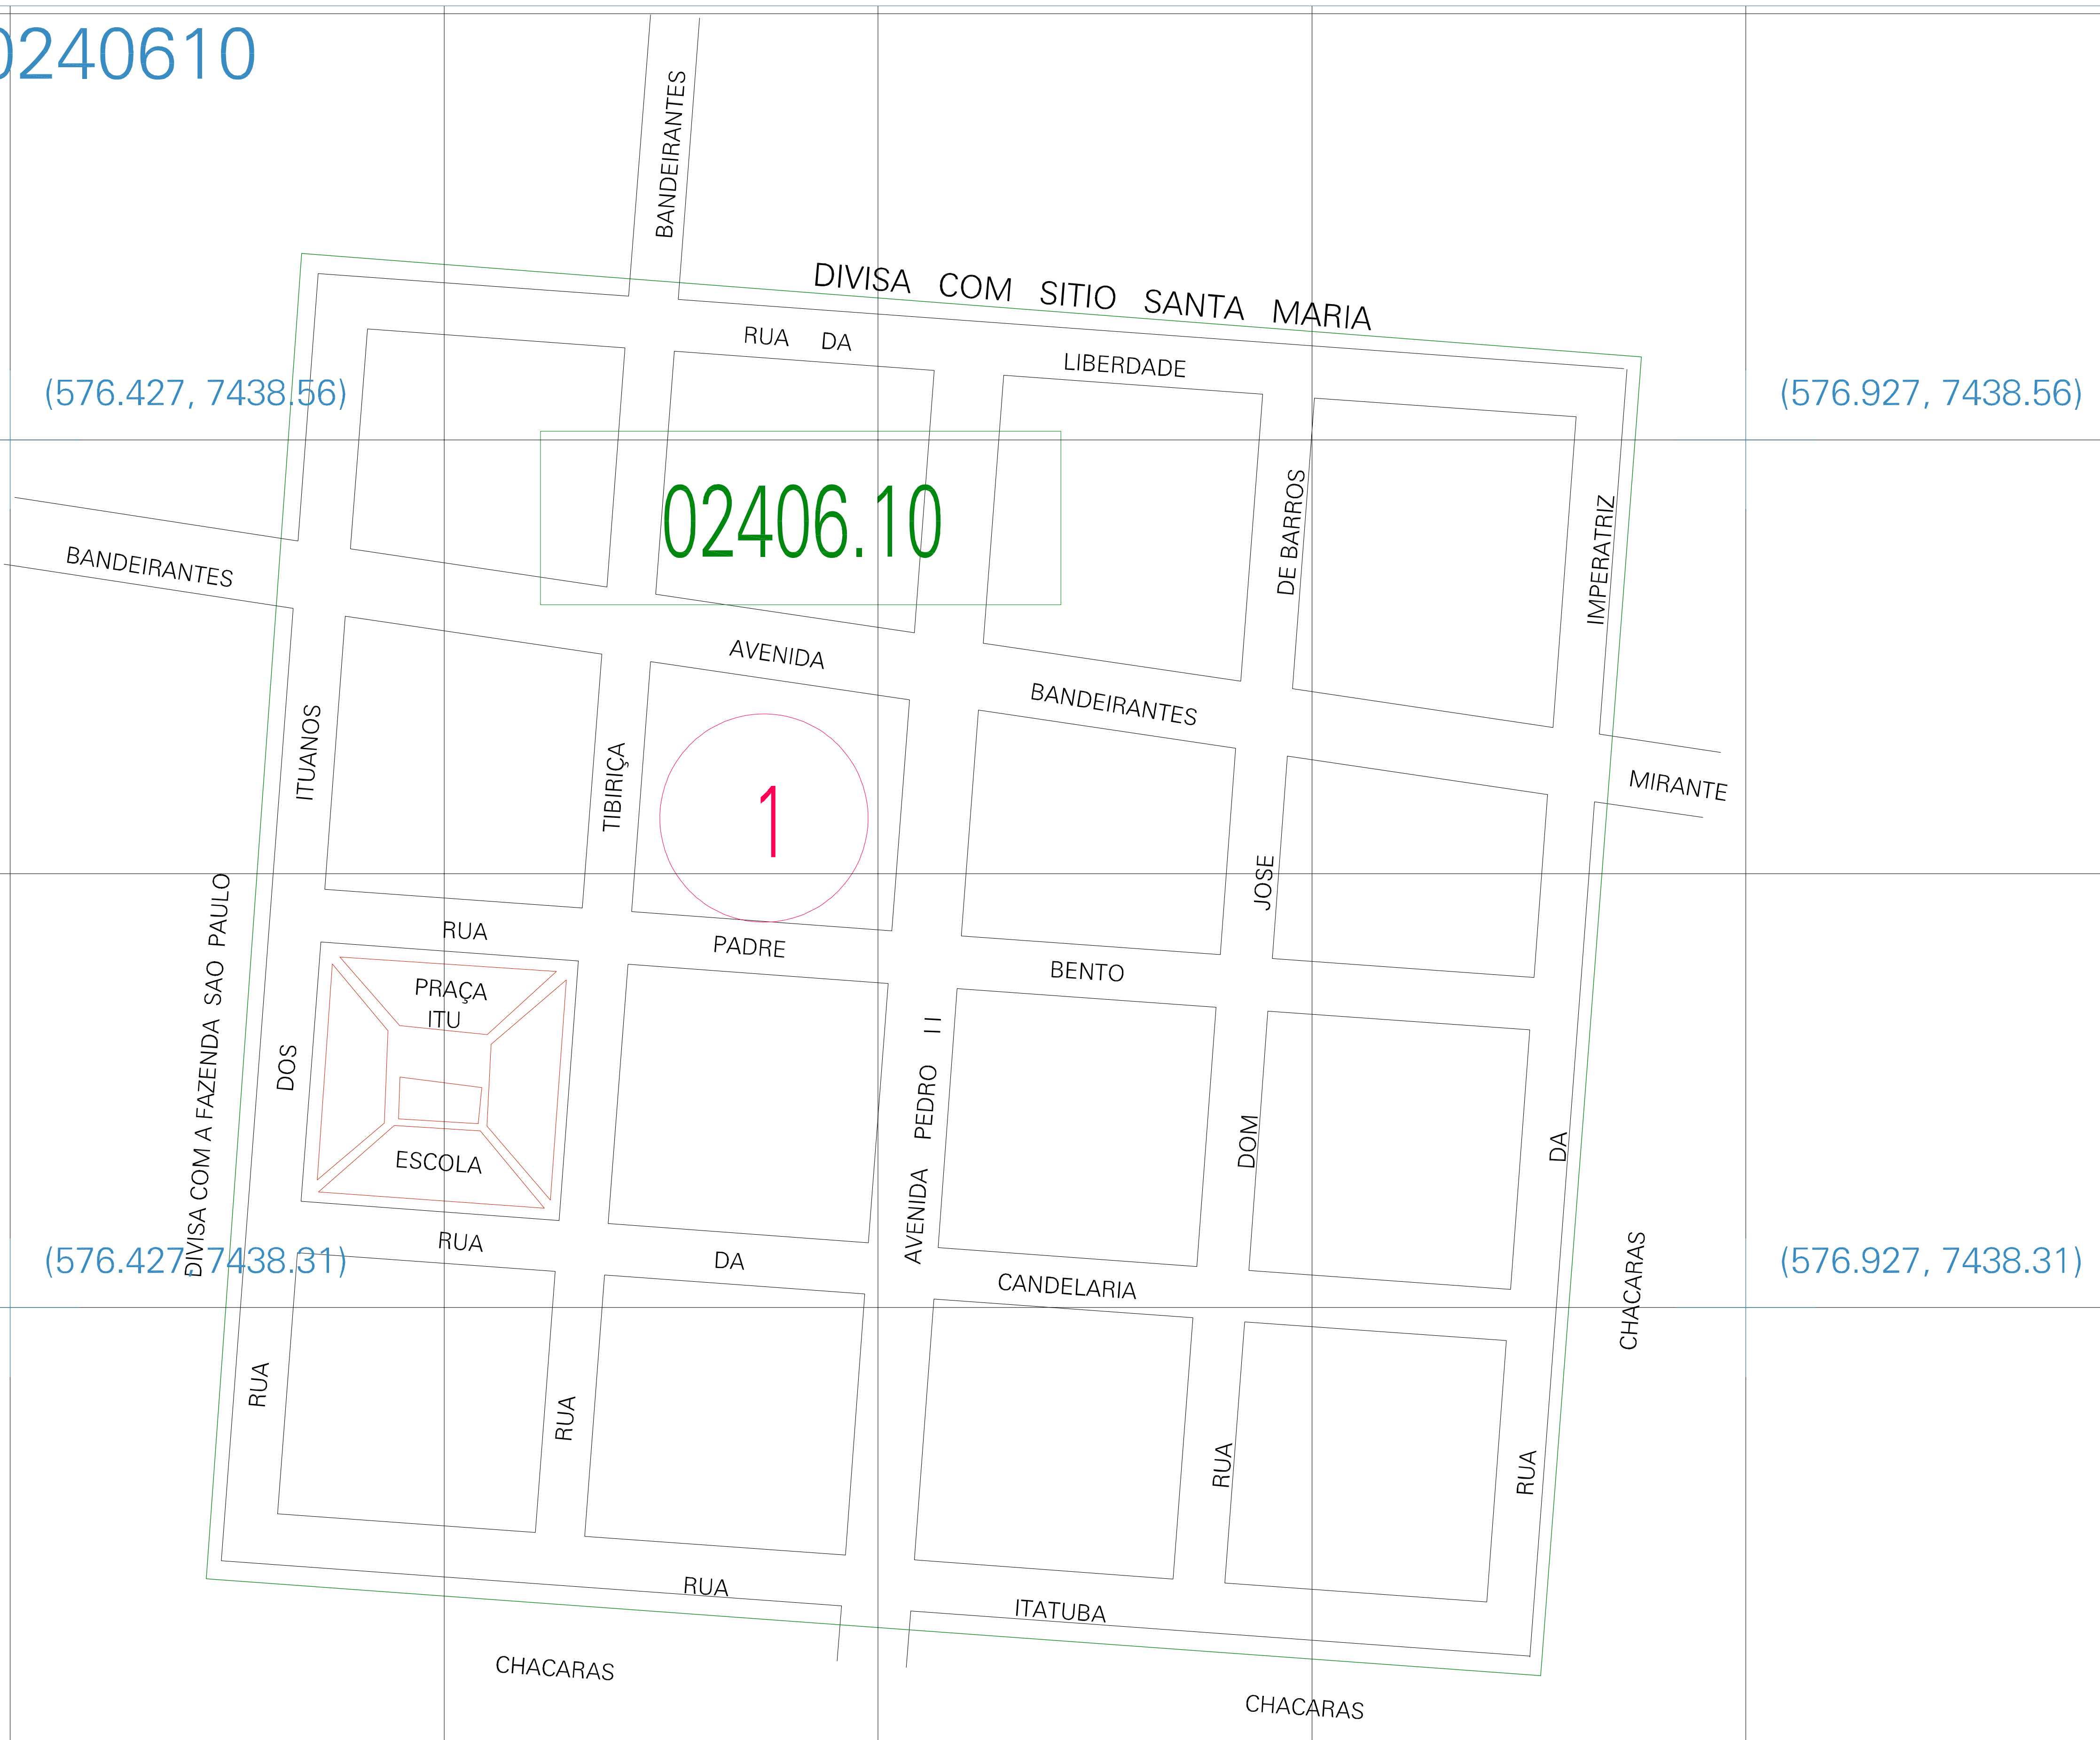 0240610
BANDEIRANTES
DIVISA COM SITIO SANTA MARIA
RUA DA
LIBERDADE
(576.427, 7438.56)
(576.927, 7438.56)
02406.10
DE BARROS
IMPERATRIZ
BANDEIRANTES
AVENIDA
BANDEIRANTES
ITUANOS
TIBIRIÇA
1
MIRANTE
JOSE
DIVISA COM A FAZENDA SAO PAULO
RUA
PADRE
BENTO
PRAÇA
ITU
DOS
AVENIDA PEDRO II
DOM
DA
ESCOLA
RUA
DA
CANDELARIA
(576.427, 7438.31)
(576.927, 7438.31)
CHACARAS
RUA
RUA
RUA
RUA
RUA
ITATUBA
CHACARAS
CHACARAS